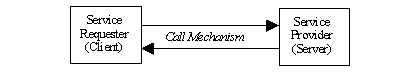 Service
Requester
(Client)
Call Mechanism
Service
Provider
(Server)